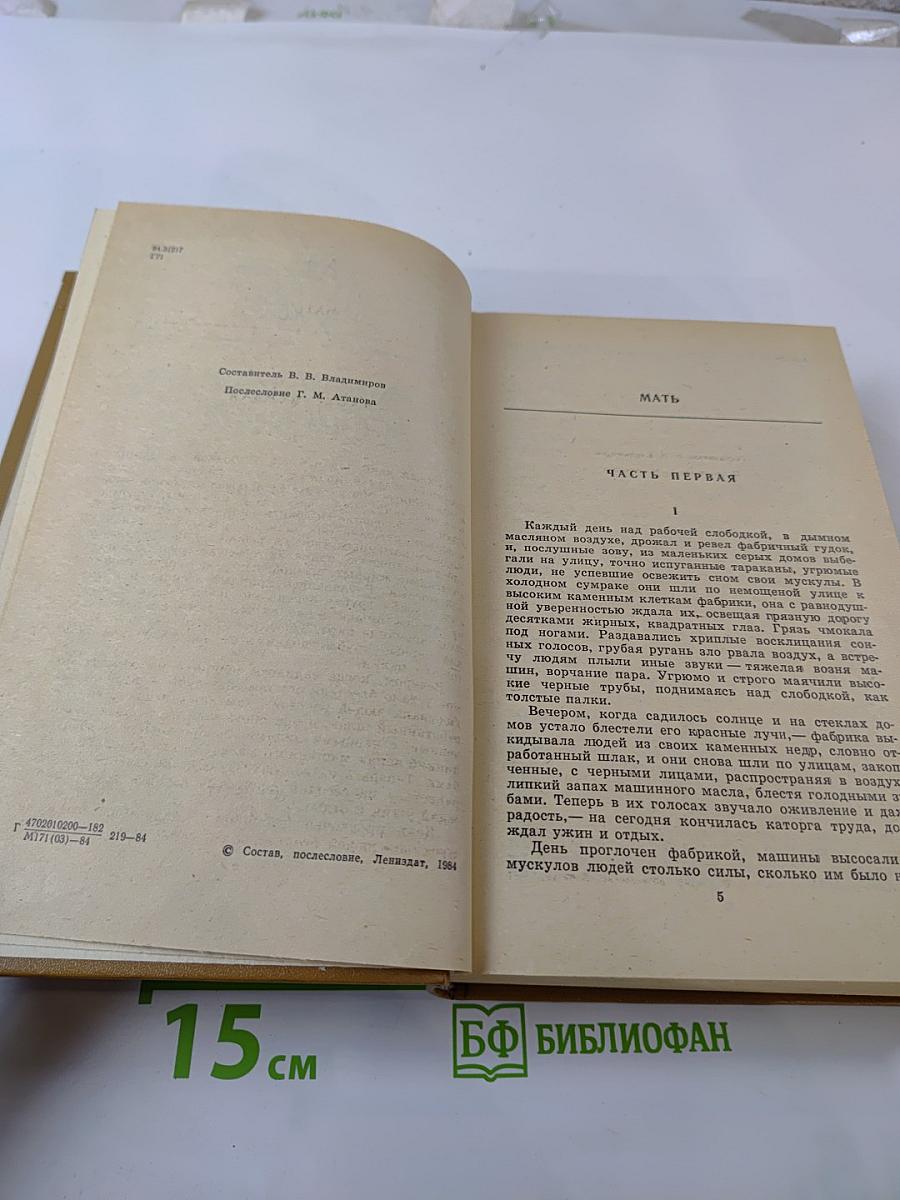 84.3(2)7
Г71
Составитель В. В. Владимиров
Послесловие Г. М. Атанова
Г 4702010200—182
М171(03)—84
219—84
© Состав, послесловие, Лениздат, 1984
МАТЬ
ЧАСТЬ ПЕРВАЯ
I
Каждый день над рабочей слободкой, в дымном
масляном воздухе, дрожал и ревел фабричный гудок,
и, послушные зову, из маленьких серых домов выбе-
гали на улицу, точно испуганные тараканы, угрюмые
люди, не успевшие освежить сном свои мускулы. В
холодном сумраке они шли по немощеной улице к
высоким каменным клеткам фабрики, она с равнодуш-
ной уверенностью ждала их, освещая грязную дорогу
десятками жирных, квадратных глаз. Грязь чмокала
под ногами. Раздавались хриплые восклицания сон-
ных голосов, грубая ругань зло рвала воздух, а встре-
чу людям плыли иные звуки — тяжелая возня ма-
шин, ворчание пара. Угрюмо и строго маячили высо-
кие черные трубы, поднимаясь над слободкой, как
толстые палки.
Вечером, когда садилось солнце и на стеклах до-
мов устало блестели его красные лучи,— фабрика вы-
кидывала людей из своих каменных недр, словно от-
работанный шлак, и они снова шли по улицам, закоп
ченные, с черными лицами, распространяя в воздух
липкий запах машинного масла, блестя голодными з
бами. Теперь в их голосах звучало оживление и да
радость,— на сегодня кончилась каторга труда, до
ждал ужин и отдых.
День проглочен фабрикой, машины высосали
мускулов людей столько силы, сколько им было н
5
15 см
БФ БИБЛИОФАН